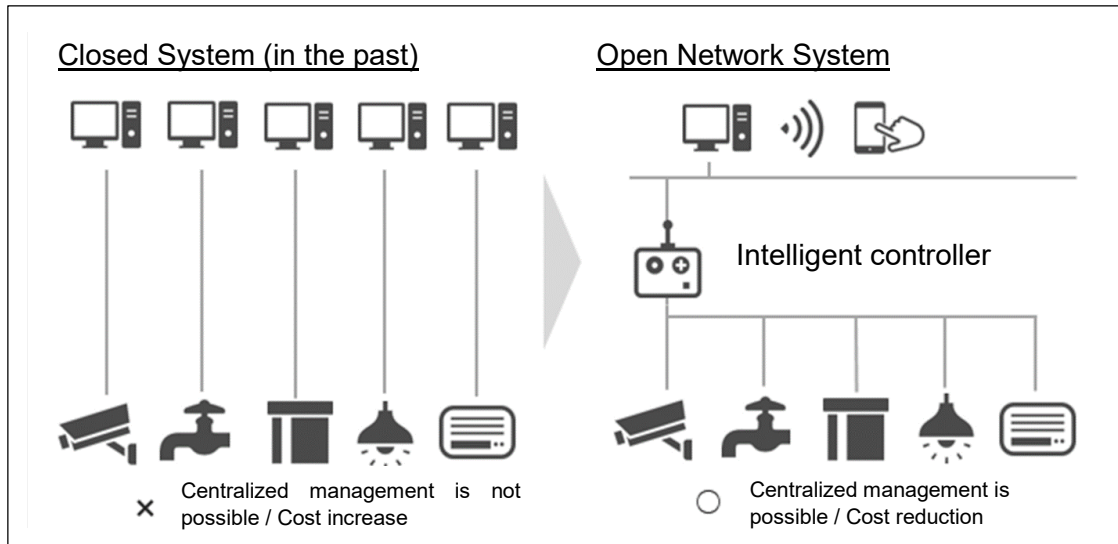 Closed System (in the past)
Open Network System
Intelligent controller
Centralized management is not
possible / Cost increase
Centralized management is
possible / Cost reduction